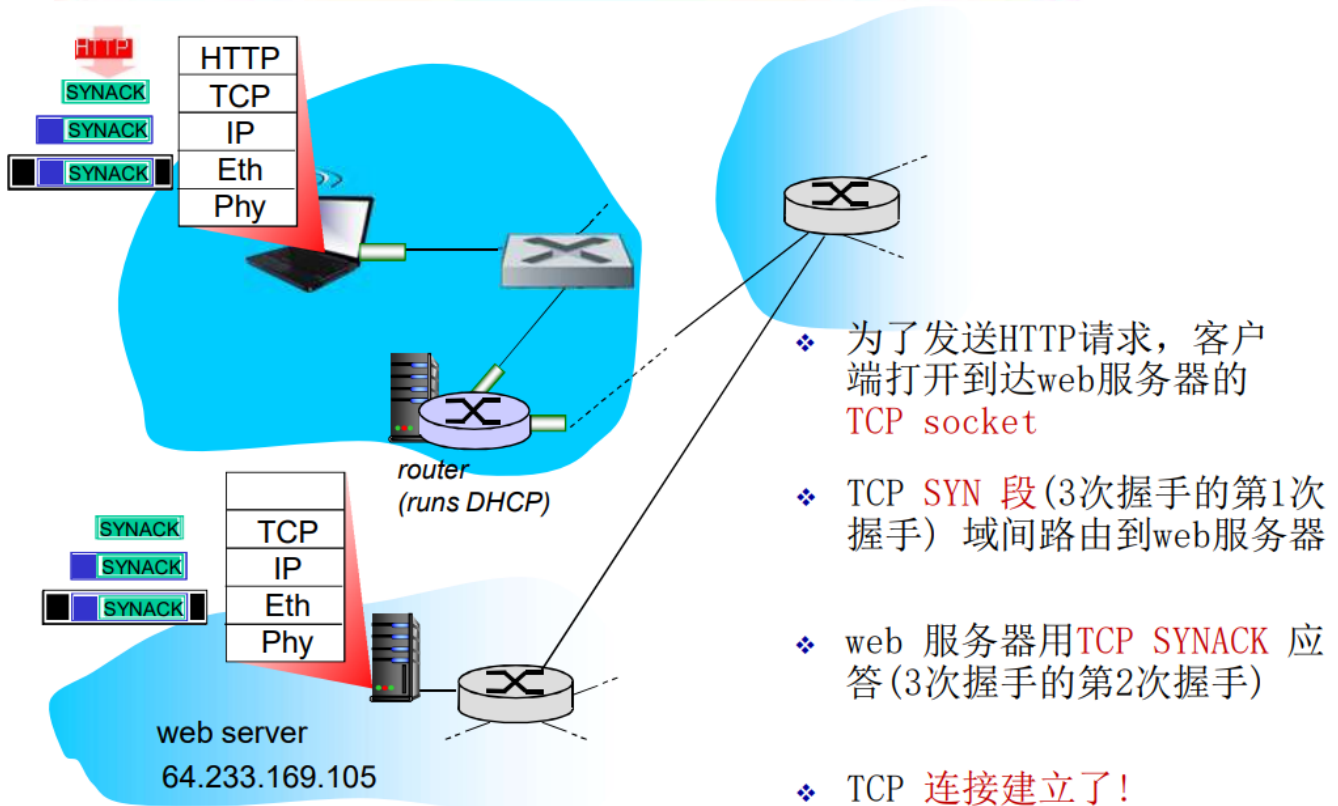 HTTP
SYNACK
SYNACK
SYNACK
HTTP
TCP
IP
Eth
Phy
router
(runs DHCP)
SYNACK
SYNACK
SYNACK
TCP
IP
Eth
Phy
web server
64.233.169.105
❖ 为了发送HTTP请求，客户
端打开到达web服务器的
TCP socket
❖ TCP SYN 段(3次握手的第1次
握手) 域间路由到web服务器
❖ web 服务器用TCP SYNACK 应
答(3次握手的第2次握手)
❖ TCP 连接建立了!